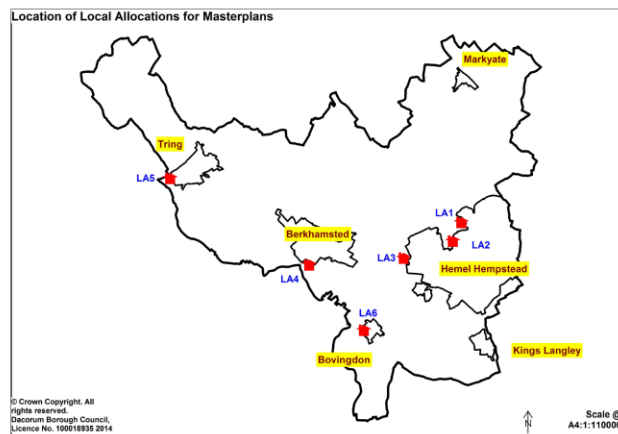 Location of Local Allocations for Masterplans
Markyate
Tring
LA5
LA1
Berkhamsted
LA2
LA3
Hemel Hempstead
LA4
LA6
Kings Langley
Bovingdon
© Crown Copyright. All
rights reserved.
Dacorum Borough Council,
Licence No. 100018935 2014
N
Scale @
A4:1:110000